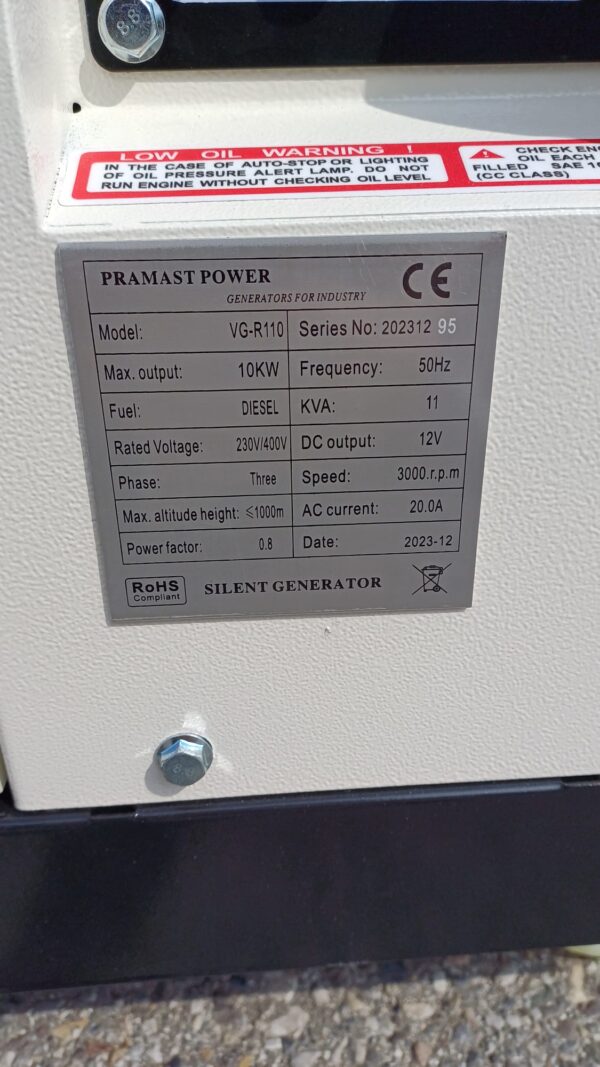 8.8
LOW OIL WARNING !
IN THE CASE OF AUTO-STOP OR LIGHTING
OF OIL PRESSURE ALERT LAMP. DO NOT
RUN ENGINE WITHOUT CHECKING OIL LEVEL
CHECK
OIL EACH
FILLED SAE
(CC CLASS)
PRAMAST POWER
CE
GENERATORS FOR INDUSTRY
Model: VG-R110 Series No: 202312 95
Max. output: 10KW Frequency: 50Hz
Fuel: DIESEL KVA: 11
Rated Voltage: 230V/400V DC output: 12V
Phase: Three Speed: 3000.r.p.m
Max. altitude height: ≤1000m AC current: 20.0A
Power factor: 0.8 Date: 2023-12
RoHS
Compliant
SILENT GENERATOR
8.8